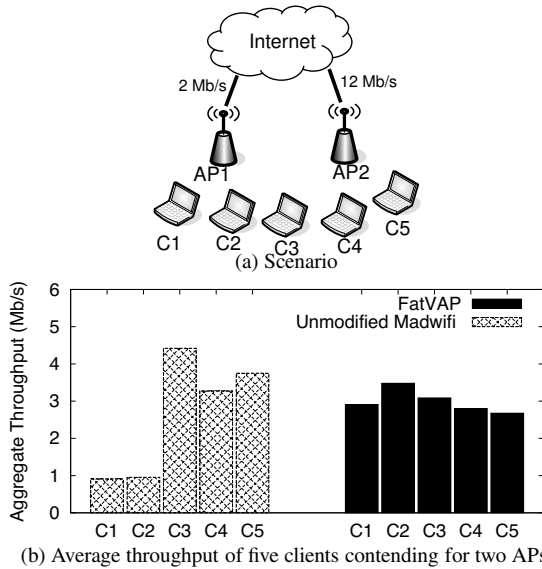 Internet
2 Mb/s
12 Mb/s
AP1
AP2
C1
C2
C3
C4
C5
(a) Scenario
Aggregate Throughput (Mb/s)
6
5
4
3
2
1
0
FatVAP
Unmodified Madwifi
C1 C2 C3 C4 C5 C1 C2 C3 C4 C5
(b) Average throughput of five clients contending for two APs